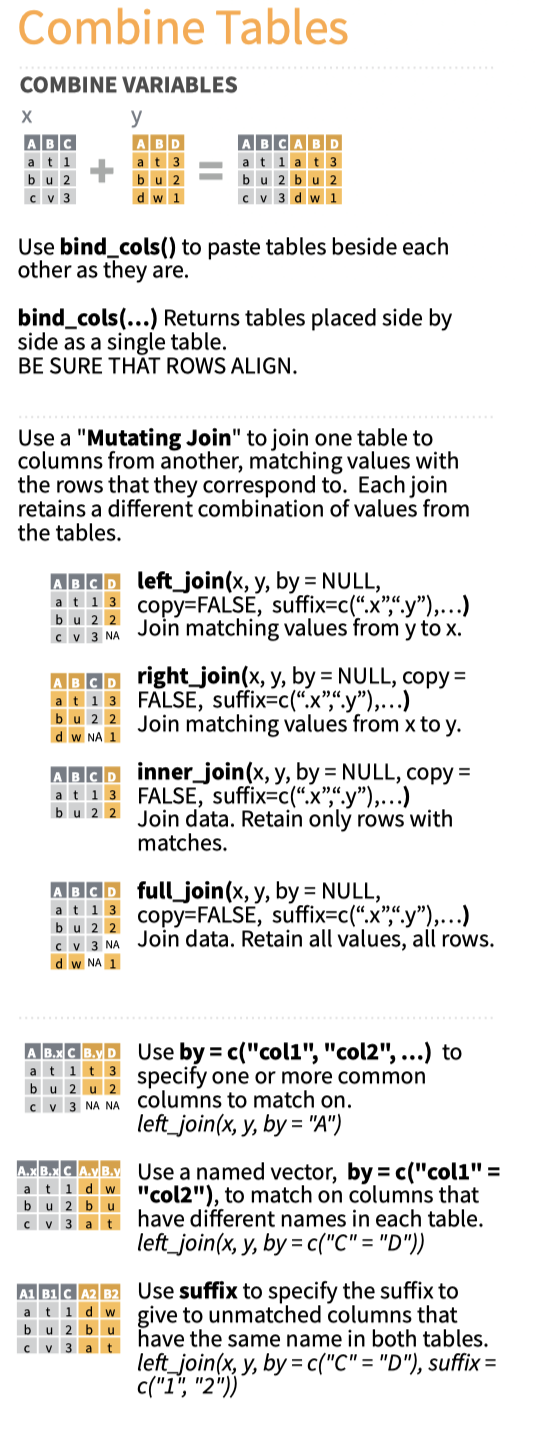 Combine Tables
COMBINE VARIABLES
x y
A B C A B D A B C A B D
a t 1 a t 3 a t 1 a t 3
b u 2 + b u 2 = b u 2 b u 2
c v 3 d w 1 c v 3 d w 1
Use bind_cols() to paste tables beside each
other as they are.
bind_cols(...) Returns tables placed side by
side as a single table.
BE SURE THAT ROWS ALIGN.
Use a "Mutating Join" to join one table to
columns from another, matching values with
the rows that they correspond to. Each join
retains a different combination of values from
the tables.
A B C D
a t 1 3
b u 2 2
c v 3 NA
left_join(x, y, by = NULL,
copy=FALSE, suffix=c(“.x”,“.y”),...)
Join matching values from y to x.
A B C D
a t 1 3
b u 2 2
d w NA 1
right_join(x, y, by = NULL, copy =
FALSE, suffix=c(“.x”,“.y”),...)
Join matching values from x to y.
A B C D
a t 1 3
b u 2 2
inner_join(x, y, by = NULL, copy =
FALSE, suffix=c(“.x”,“.y”),...)
Join data. Retain only rows with
matches.
A B C D
a t 1 3
b u 2 2
c v 3 NA
d w NA 1
full_join(x, y, by = NULL,
copy=FALSE, suffix=c(“.x”,“.y”),...)
Join data. Retain all values, all rows.
A B.x C B.y D
a t 1 t 3
b u 2 u 2
c v 3 NA NA
Use by = c("col1", "col2", ...) to
specify one or more common
columns to match on.
left_join(x, y, by = "A")
A.x B.x C A.y B.y
a t 1 d w
b u 2 b u
c v 3 a t
Use a named vector, by = c("col1" =
"col2"), to match on columns that
have different names in each table.
left_join(x, y, by = c("C" = "D"))
A1 B1 C A2 B2
a t 1 d w
b u 2 b u
c v 3 a t
Use suffix to specify the suffix to
give to unmatched columns that
have the same name in both tables.
left_join(x, y, by = c("C" = "D"), suffix =
c("1", "2"))